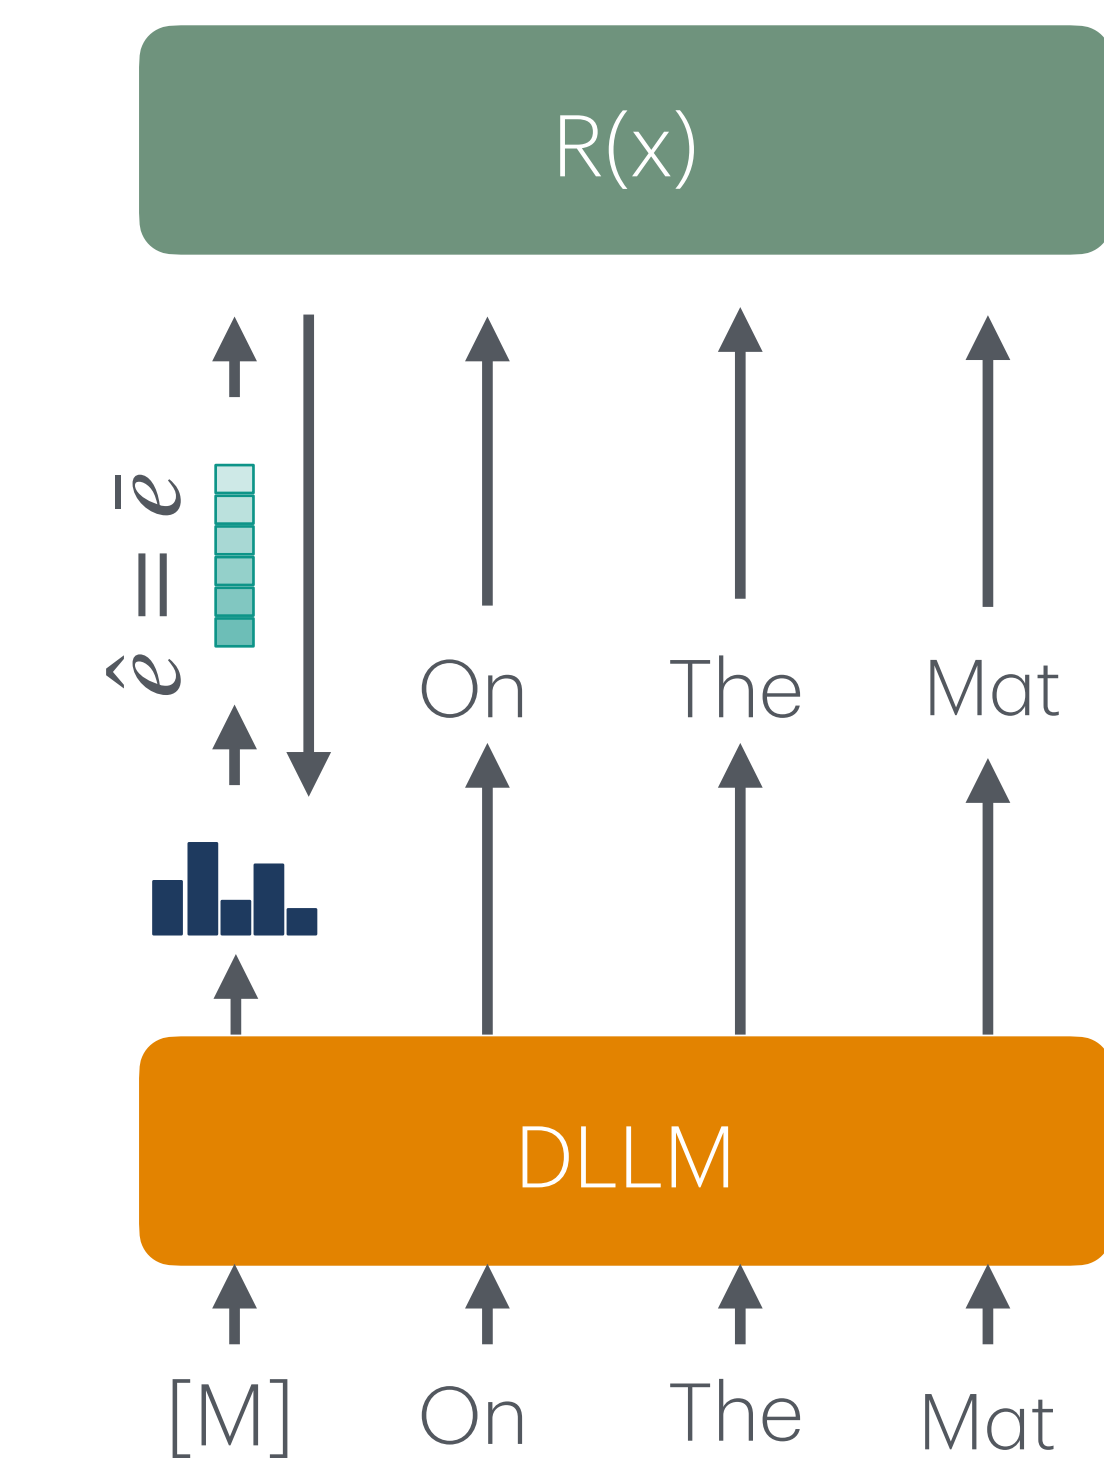 R(x)
ê = ē
On The Mat
DLLM
[M] On The Mat